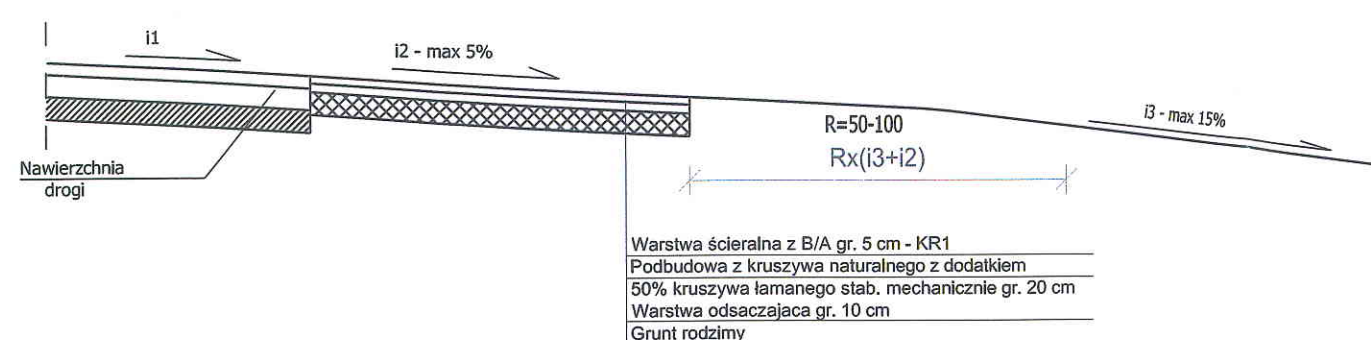 i1
i2 - max 5%
i3 - max 15%
R=50-100
Rx(i3+i2)
Nawierzchnia
drogi
Warstwa ścieralna z B/A gr. 5 cm - KR1
Podbudowa z kruszywa naturalnego z dodatkiem
50% kruszywa łamanego stab. mechanicznie gr. 20 cm
Warstwa odsaczajaca gr. 10 cm
Grunt rodzimy